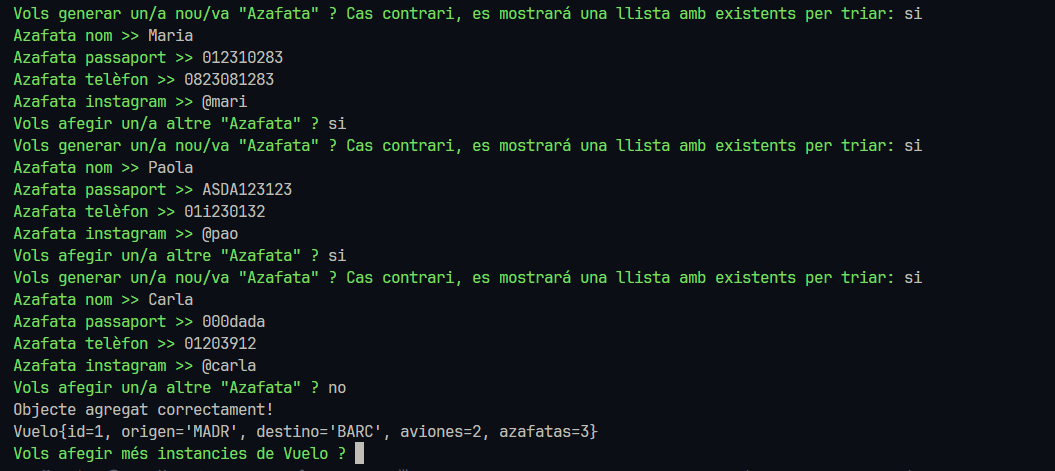 Vols generar un/a nou/va "Azafata" ? Cas contrari, es mostrará una llista amb existents per triar: si
Azafata nom >> Maria
Azafata passaport >> 012310283
Azafata telèfon >> 0823081283
Azafata instagram >> @mari
Vols afegir un/a altre "Azafata" ? si
Vols generar un/a nou/va "Azafata" ? Cas contrari, es mostrará una llista amb existents per triar: si
Azafata nom >> Paola
Azafata passaport >> ASDA123123
Azafata telèfon >> 01i230132
Azafata instagram >> @pao
Vols afegir un/a altre "Azafata" ? si
Vols generar un/a nou/va "Azafata" ? Cas contrari, es mostrará una llista amb existents per triar: si
Azafata nom >> Carla
Azafata passaport >> 000dada
Azafata telèfon >> 01203912
Azafata instagram >> @carla
Vols afegir un/a altre "Azafata" ? no
Objecte agregat correctament!
Vuelo{id=1, origen='MADR', destino='BARC', aviones=2, azafatas=3}
Vols afegir més instancies de Vuelo ?